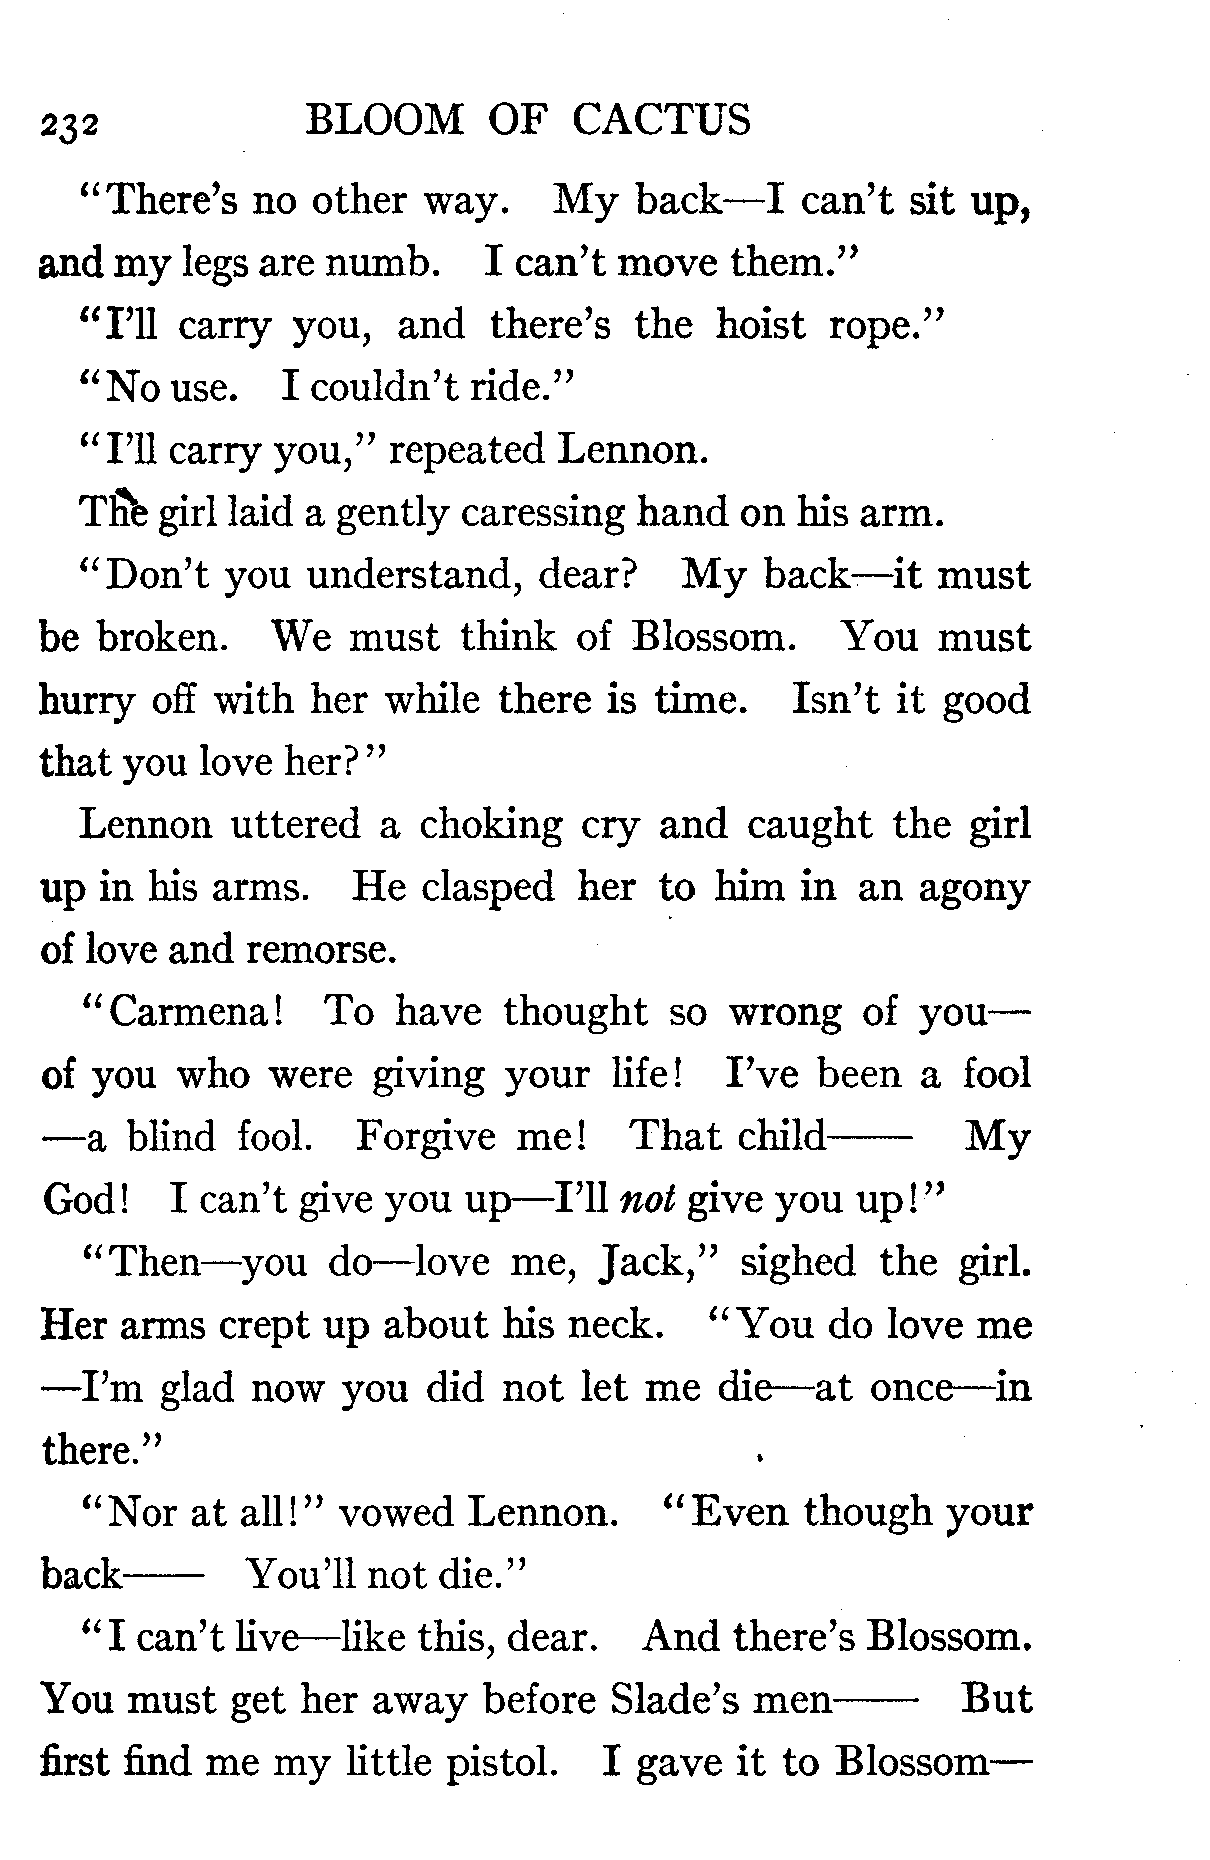 232 BLOOM OF CACTUS
“There’s no other way. My back—I can’t sit up,
and my legs are numb. I can’t move them.”
“I’ll carry you, and there’s the hoist rope.”
“No use. I couldn’t ride.”
“I’ll carry you,” repeated Lennon.
The girl laid a gently caressing hand on his arm.
“Don’t you understand, dear? My back—it must
be broken. We must think of Blossom. You must
hurry off with her while there is time. Isn’t it good
that you love her?”
Lennon uttered a choking cry and caught the girl
up in his arms. He clasped her to him in an agony
of love and remorse.
“Carmena! To have thought so wrong of you—
of you who were giving your life! I’ve been a fool
—a blind fool. Forgive me! That child—— My
God! I can’t give you up—I’ll not give you up!”
“Then—you do—love me, Jack,” sighed the girl.
Her arms crept up about his neck. “You do love me
—I’m glad now you did not let me die—at once—in
there.”
“Nor at all!” vowed Lennon. “Even though your
back—— You’ll not die.”
“I can’t live—like this, dear. And there’s Blossom.
You must get her away before Slade’s men—— But
first find me my little pistol. I gave it to Blossom—